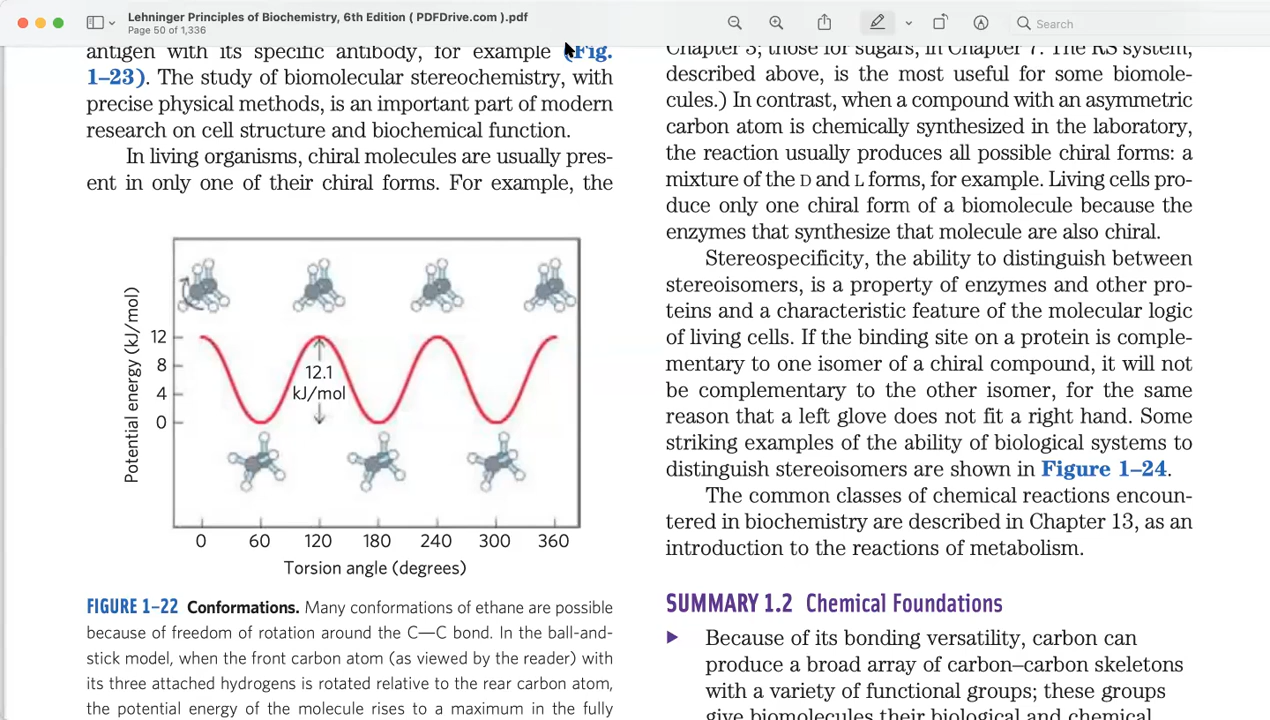 Lehninger Principles of Biochemistry, 6th Edition ( PDFDrive.com ).pdf
Page 50 of 1,336
Search
antigen with its specific antibody, for example (Fig.
1–23). The study of biomolecular stereochemistry, with
precise physical methods, is an important part of modern
research on cell structure and biochemical function.
In living organisms, chiral molecules are usually pres-
ent in only one of their chiral forms. For example, the
Potential energy (kJ/mol)
12
8
4
0
12.1
kJ/mol
0 60 120 180 240 300 360
Torsion angle (degrees)
FIGURE 1–22 Conformations. Many conformations of ethane are possible
because of freedom of rotation around the C—C bond. In the ball-and-
stick model, when the front carbon atom (as viewed by the reader) with
its three attached hydrogens is rotated relative to the rear carbon atom,
the potential energy of the molecule rises to a maximum in the fully
Chapter 3; those for sugars, in Chapter 7. The RS system,
described above, is the most useful for some biomole-
cules.) In contrast, when a compound with an asymmetric
carbon atom is chemically synthesized in the laboratory,
the reaction usually produces all possible chiral forms: a
mixture of the D and L forms, for example. Living cells pro-
duce only one chiral form of a biomolecule because the
enzymes that synthesize that molecule are also chiral.
Stereospecificity, the ability to distinguish between
stereoisomers, is a property of enzymes and other pro-
teins and a characteristic feature of the molecular logic
of living cells. If the binding site on a protein is comple-
mentary to one isomer of a chiral compound, it will not
be complementary to the other isomer, for the same
reason that a left glove does not fit a right hand. Some
striking examples of the ability of biological systems to
distinguish stereoisomers are shown in Figure 1–24.
The common classes of chemical reactions encoun-
tered in biochemistry are described in Chapter 13, as an
introduction to the reactions of metabolism.
SUMMARY 1.2 Chemical Foundations
Because of its bonding versatility, carbon can
produce a broad array of carbon–carbon skeletons
with a variety of functional groups; these groups
give biomolecules their biological and chemical